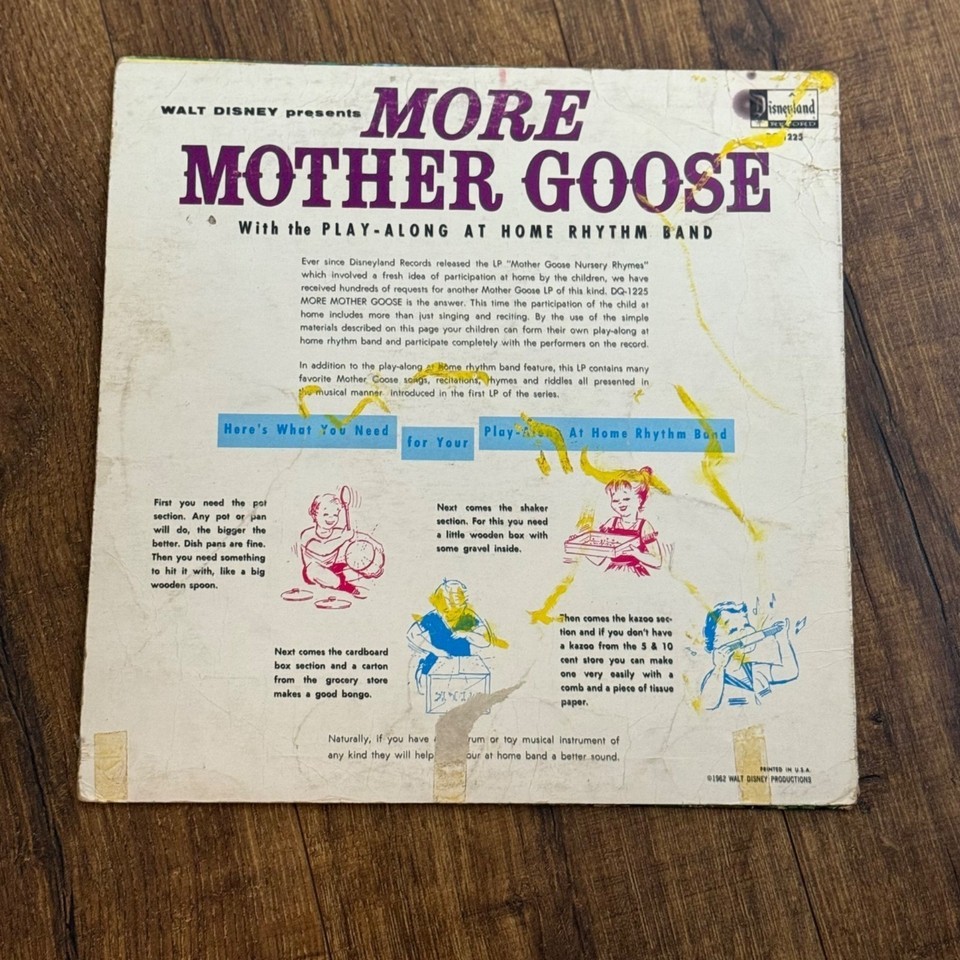 WALT DISNEY presents MORE
MOTHER GOOSE
Disneyland
RECORD
1225
With the PLAY-ALONG AT HOME RHYTHM BAND
Ever since Disneyland Records released the LP "Mother Goose Nursery Rhymes"
which involved a fresh idea of participation at home by the children, we have
received hundreds of requests for another Mother Goose LP of this kind. DQ-1225
MORE MOTHER GOOSE is the answer. This time the participation of the child at
home includes more than just singing and reciting. By the use of the simple
materials described on this page your children can form their own play-along at
home rhythm band and participate completely with the performers on the record.
In addition to the play-along at home rhythm band feature, this LP contains many
favorite Mother Goose songs, recitations, rhymes and riddles all presented in
the musical manner introduced in the first LP of the series.
Here's What You Need for Your Play-Along At Home Rhythm Band
First you need the pot
section. Any pot or pan
will do, the bigger the
better. Dish pans are fine.
Then you need something
to hit it with, like a big
wooden spoon.
Next comes the shaker
section. For this you need
a little wooden box with
some gravel inside.
Next comes the cardboard
box section and a carton
from the grocery store
makes a good bongo.
Then comes the kazoo sec-
tion and if you don't have
a kazoo from the 5 & 10
cent store you can make
one very easily with a
comb and a piece of tissue
paper.
Naturally, if you have drum or toy musical instrument of
any kind they will help your at home band a better sound.
PRINTED IN U.S.A.
©1962 WALT DISNEY PRODUCTIONS